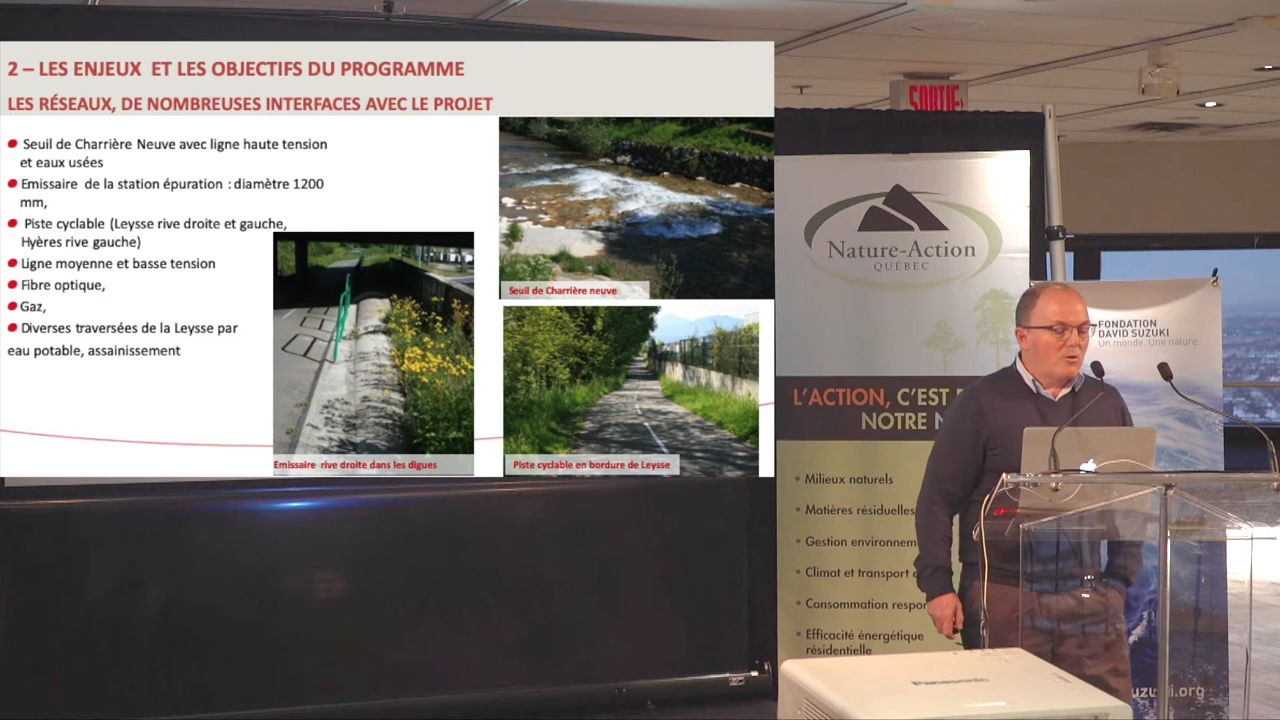 2 – LES ENJEUX ET LES OBJECTIFS DU PROGRAMME
LES RÉSEAUX, DE NOMBREUSES INTERFACES AVEC LE PROJET
Seuil de Charrière Neuve avec ligne haute tension
et eaux usées
Emissaire de la station épuration : diamètre 1200
mm,
Piste cyclable (Leysse rive droite et gauche,
Hyères rive gauche)
Ligne moyenne et basse tension
Fibre optique,
Gaz,
Diverses traversées de la Leysse par
eau potable, assainissement
Seuil de Charrière neuve
Emissaire rive droite dans les digues
Piste cyclable en bordure de Leysse
SORTIE
Nature-Action
QUÉBEC
L'ACTION, C'EST
NOTRE
• Milieux naturels
• Matières résiduelles
• Gestion
• Climat et transport
• Consommation
• Efficacité énergétique
résidentielle
FONDATION
DAVID SUZUKI
Un monde. Une nature.
Panasonic